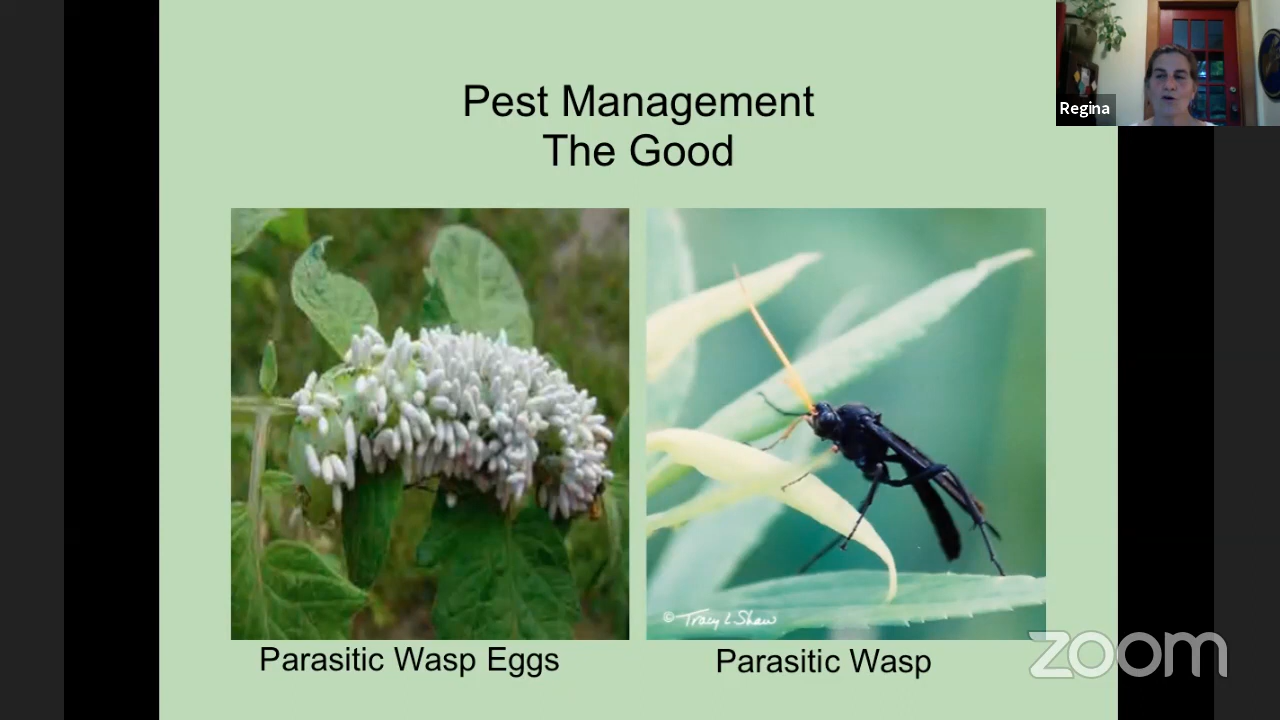 Pest Management
The Good
Regina
© Tracy L Shaw
Parasitic Wasp Eggs
Parasitic Wasp
zoom